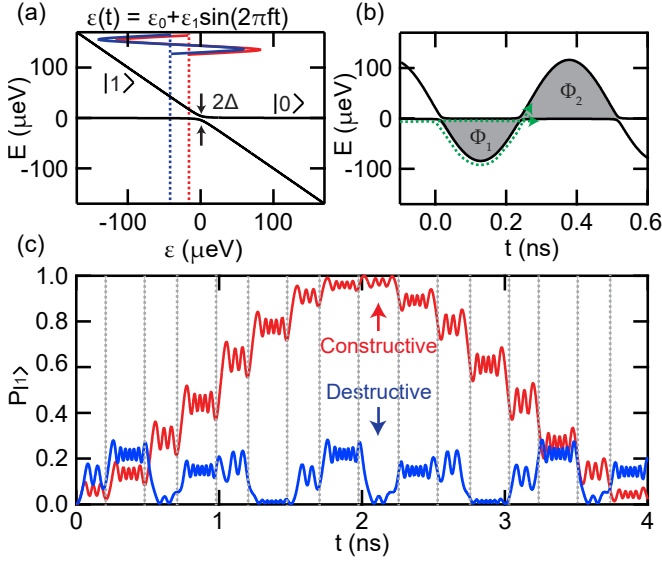 (a)
ε(t) = ε₀+ε₁sin(2πft)
(b)
100
0
-100
E (μeV)
|1⟩
2Δ
|0⟩
-100
0
100
ε (μeV)
100
0
-100
E (μeV)
Φ₂
Φ₁
0.0
0.2
0.4
0.6
t (ns)
(c)
1.0
0.8
0.6
0.4
0.2
0.0
P|1⟩
Constructive
Destructive
0
1
2
3
4
t (ns)